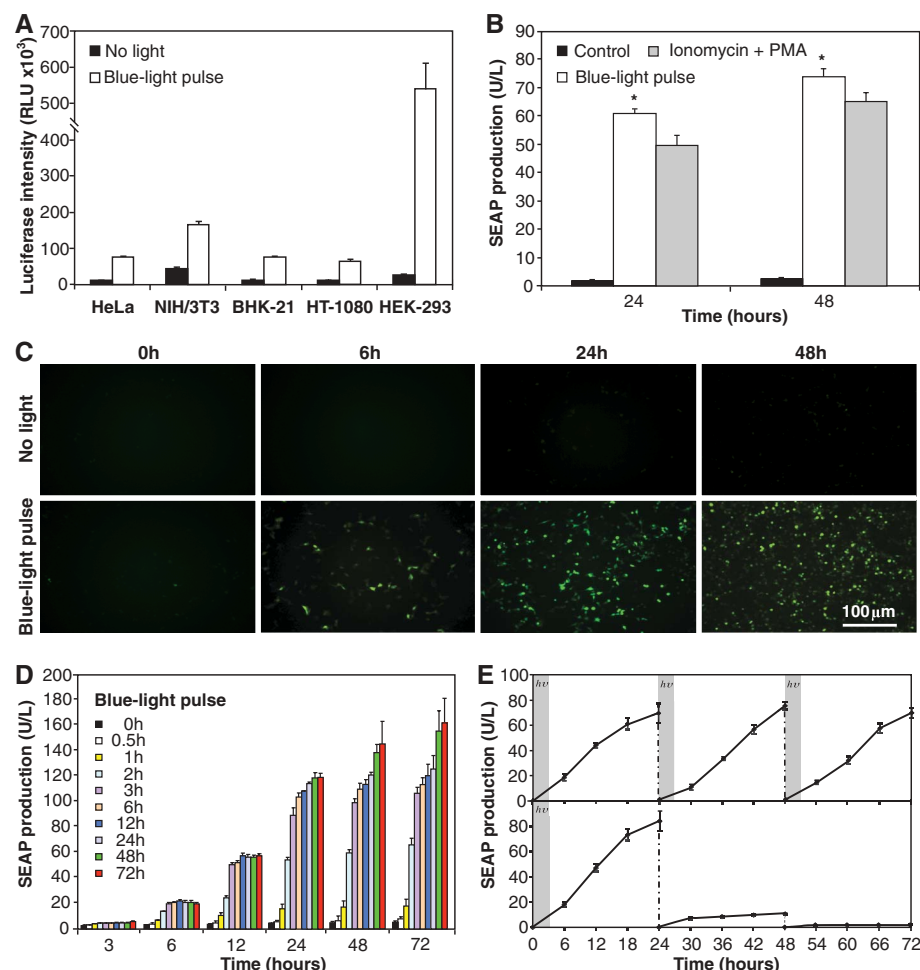 A
Luciferase intensity (RLU x10³)
700
600
500
400
300
200
100
0
No light
Blue-light pulse
HeLa NIH/3T3 BHK-21 HT-1080 HEK-293
B
SEAP production (U/L)
90
80
70
60
50
40
30
20
10
0
Control Ionomycin + PMA
Blue-light pulse
* *
24 48
Time (hours)
C
0h 6h 24h 48h
No light
Blue-light pulse
100 μm
D
SEAP production (U/L)
200
180
160
140
120
100
80
60
40
20
0
Blue-light pulse
0h
0.5h
1h
2h
3h
6h
12h
24h
48h
72h
3 6 12 24 48 72
Time (hours)
E
SEAP production (U/L)
100
80
60
40
20
0
hν hν hν
80
60
40
20
0
hν
0 6 12 18 24 30 36 42 48 54 60 66 72
Time (hours)